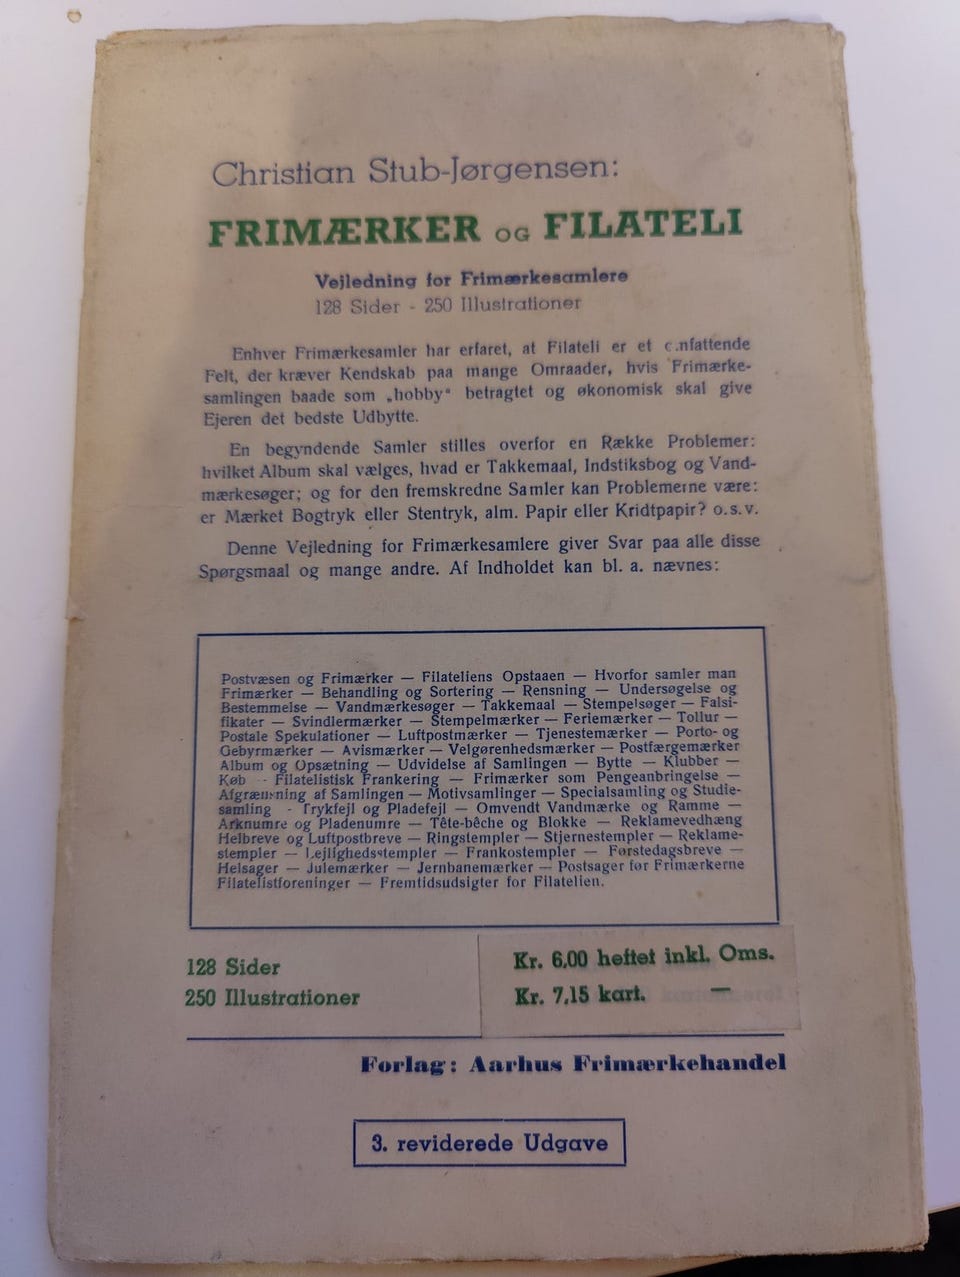 Christian Stub-Jørgensen:
FRIMÆRKER OG FILATELI
Vejledning for Frimærkesamlere
128 Sider - 250 Illustrationer
Enhver Frimærkesamler har erfaret, at Filateli er et nfattende
Felt, der kræver Kendskab paa mange Omraader, hvis Frimærke-
samlingen baade som „hobby“ betragtet og økonomisk skal give
Ejeren det bedste Udbytte.
En begyndende Samler stilles overfor en Række Problemer:
hvilket Album skal vælges, hvad er Takkemaal, Indstiksbog og Vand-
mærkesøger; og for den fremskredne Samler kan Problemerne være:
er Mærket Bogtryk eller Stentryk, alm. Papir eller Kridtpapir? o.s.v.
Denne Vejledning for Frimærkesamlere giver Svar paa alle disse
Spørgsmaal og mange andre. Af Indholdet kan bl. a. nævnes:
Postvæsen og Frimærker — Filateliens Opstaaen — Hvorfor samler man
Frimærker — Behandling og Sortering — Rensning — Undersøgelse og
Bestemmelse — Vandmærkesøger — Takkemaal — Stempelsøger — Falsi-
fikater — Svindlermærker — Stempelmærker — Feriemærker — Tollur —
Postale Spekulationer — Luftpostmærker — Tjenestemærker — Porto- og
Gebyrmærker — Avismærker — Velgørenhedsmærker — Postfærgemærker
Album og Opsætning — Udvidelse af Samlingen — Bytte — Klubber —
Køb — Filatelistisk Frankering — Frimærker som Pengeanbringelse —
Afgrænsning af Samlingen — Motivsamlinger — Specialsamling og Studie-
samling - Trykfejl og Pladefejl — Omvendt Vandmærke og Ramme —
Arknumre og Pladenumre — Tête-bêche og Blokke — Reklamevedhæng
Helbreve og Luftpostbreve — Ringstempler — Stjernestempler — Reklame-
stempler — Lejlighedsstempler — Frankostempler — Førstedagsbreve —
Helsager — Julemærker — Jernbanemærker — Postsager før Frimærkerne
Filatelistforeninger — Fremtidsudsigter for Filatelien.
128 Sider
250 Illustrationer
Kr. 6,00 heftet inkl. Oms.
Kr. 7,15 kart. —
Forlag: Aarhus Frimærkehandel
3. reviderede Udgave